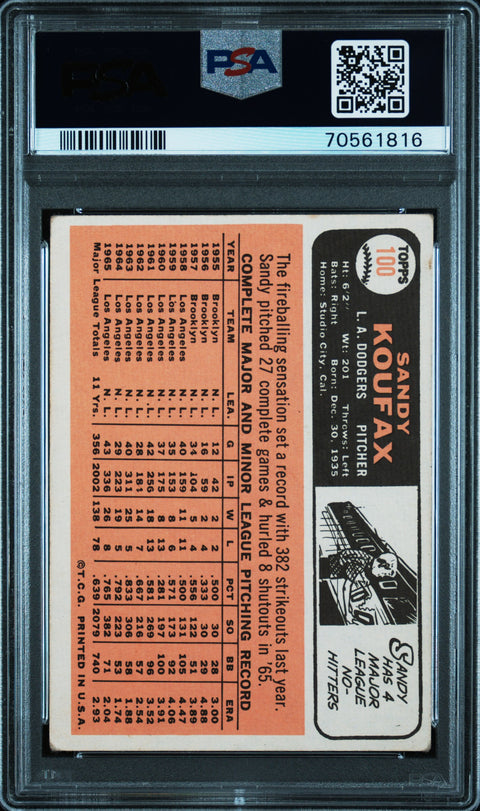 PSA
PSA
70561816
TOPPS
100
SANDY
KOUFAX
L. A. DODGERS PITCHER
Ht: 6'2" Wt: 201 Throws: Left
Bats: Right Born: Dec. 30, 1935
Home: Studio City, Cal.
SANDY
HAS 4
MAJOR
LEAGUE
NO-
HITTERS
The fireballing sensation set a record with 382 strikeouts last year.
Sandy pitched 27 complete games & hurled 8 shutouts in '65.
COMPLETE MAJOR AND MINOR LEAGUE PITCHING RECORD
YEAR TEAM LEA. G IP W L PCT SO BB ERA
1955 Brooklyn N. L. 12 42 2 2 .500 30 28 3.00
1956 Brooklyn N. L. 16 59 2 4 .333 30 29 4.88
1957 Brooklyn N. L. 34 104 5 4 .556 122 51 3.89
1958 Los Angeles N. L. 40 159 11 11 .500 131 105 4.47
1959 Los Angeles N. L. 35 153 8 6 .571 173 92 4.06
1960 Los Angeles N. L. 37 175 8 13 197 100 3.91
1961 Los Angeles N. L. 42 256 18 13 .581 269 96 3.52
1962 Los Angeles N. L. 28 14 7 .667 216 57 2.54
1963 Los Angeles N. L. 40 311 25 5 .833 306 58 1.88
1964 Los Angeles N. L. 29 223 19 5 .792 223 53 1.74
1965 Los Angeles N. L. 43 336 26 8 .765 382 71 2.04
Major League Totals 11 Yrs. 356 2002 138 78 .639 2079 740 2.93
©T.C.G. PRINTED IN U.S.A.